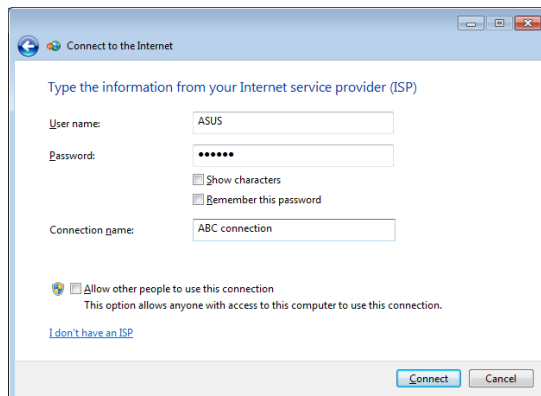 Connect to the Internet
Type the information from your Internet service provider (ISP)
User name: ASUS
Password: ••••••
Show characters
Remember this password
Connection name: ABC connection
Allow other people to use this connection
This option allows anyone with access to this computer to use this connection.
I don't have an ISP
Connect Cancel